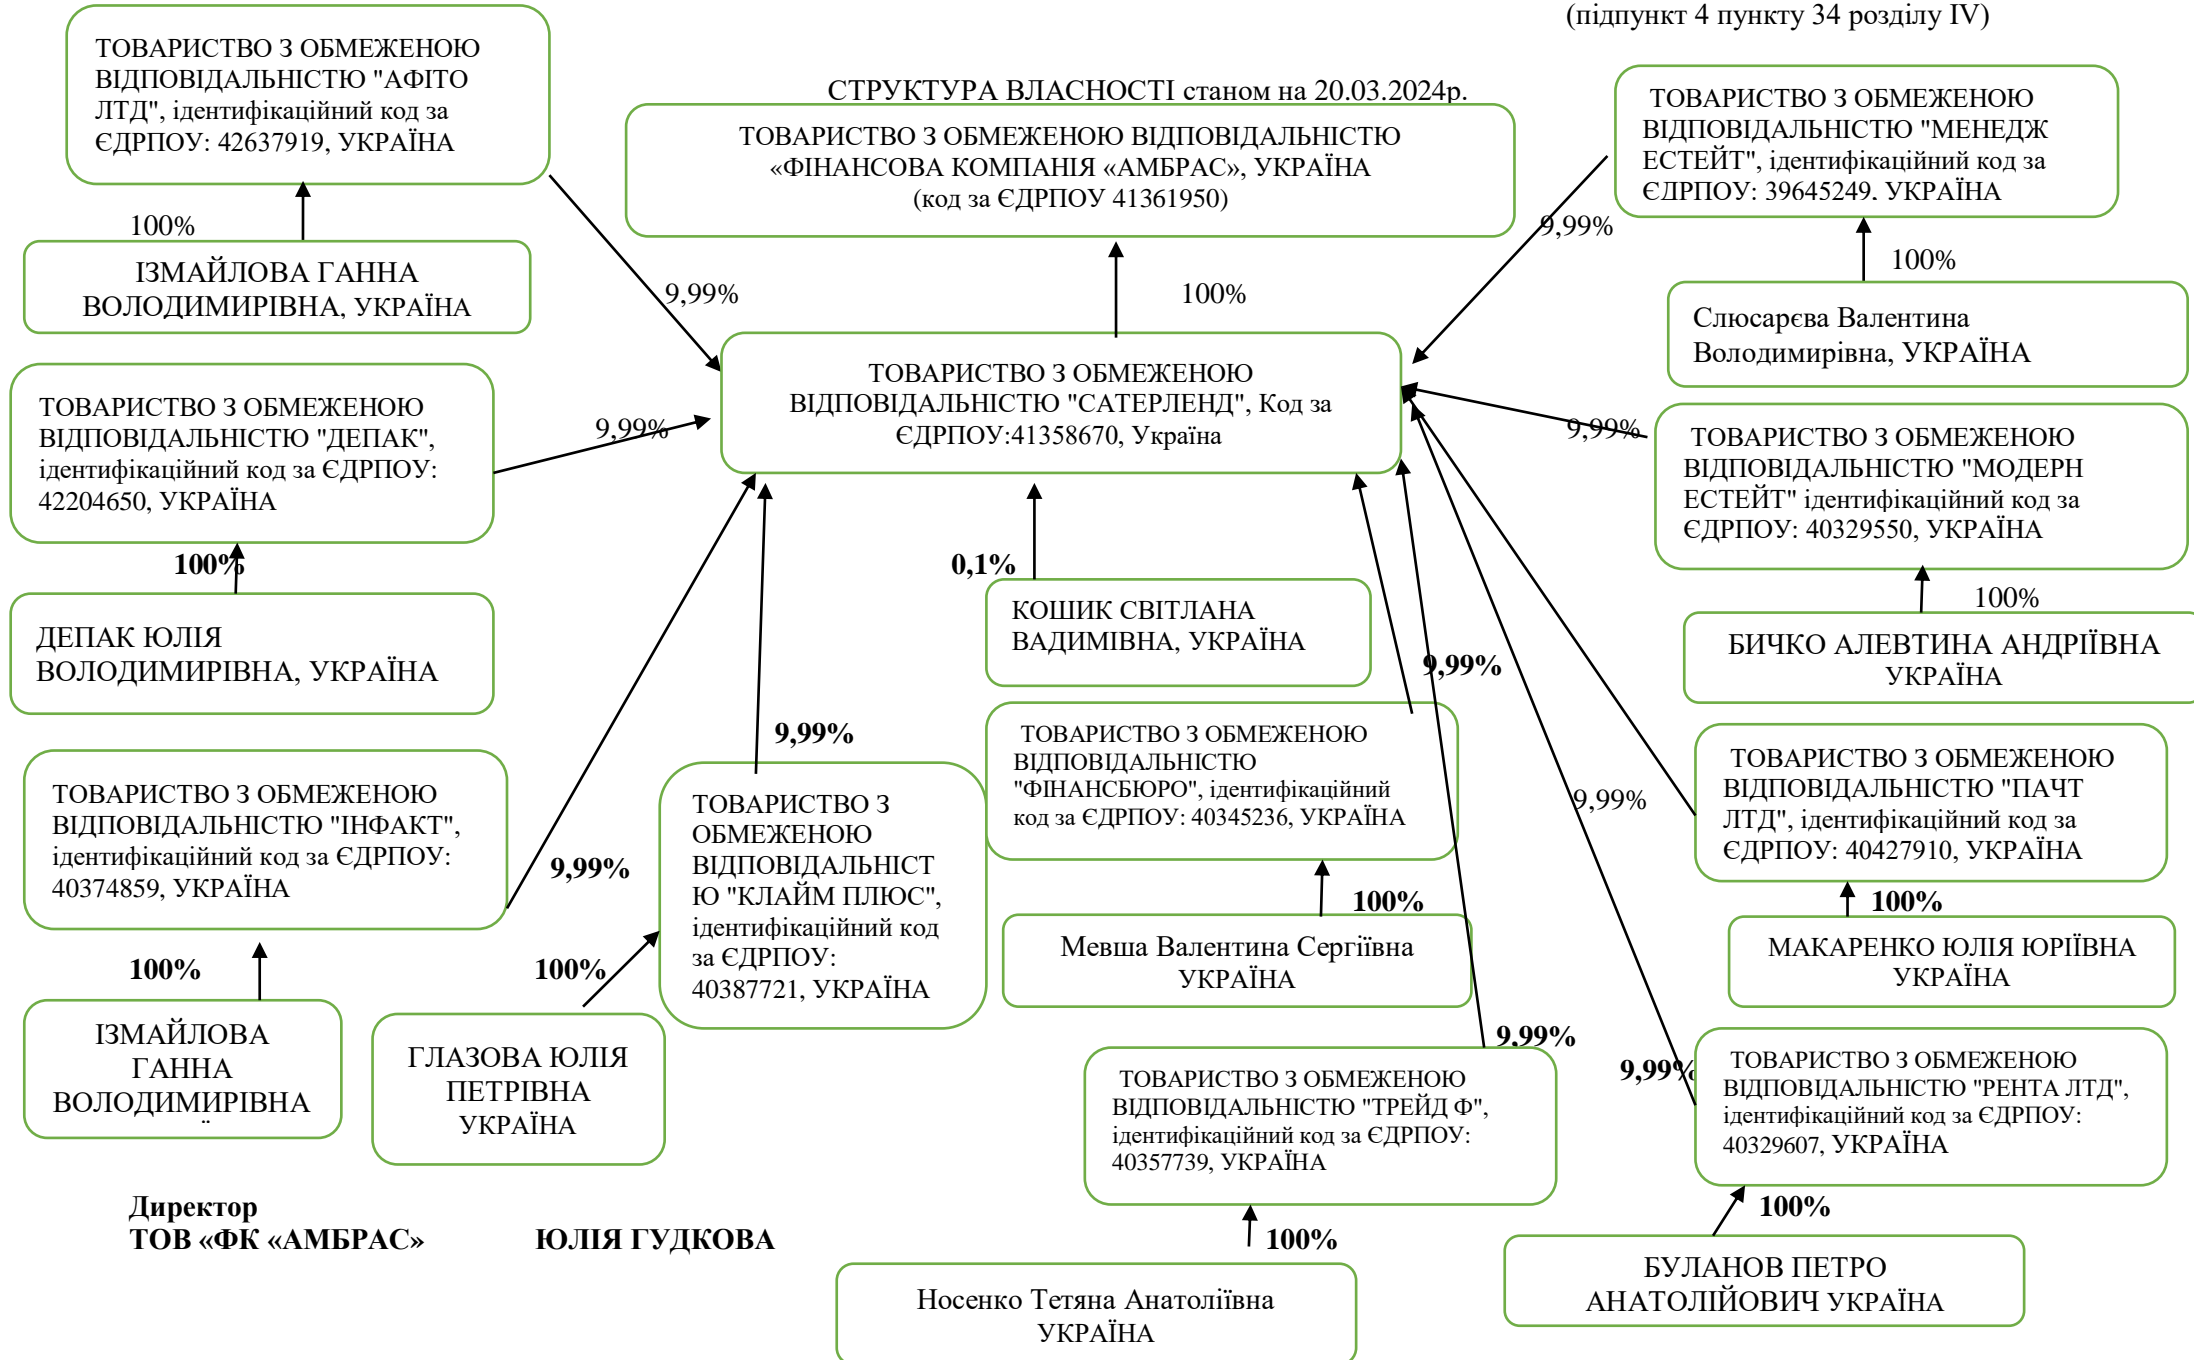 (підпункт 4 пункту 34 розділу IV)
СТРУКТУРА ВЛАСНОСТІ станом на 20.03.2024р.
ТОВАРИСТВО З ОБМЕЖЕНОЮ
ВІДПОВІДАЛЬНІСТЮ "АФІТО
ЛТД", ідентифікаційний код за
ЄДРПОУ: 42637919, УКРАЇНА
ТОВАРИСТВО З ОБМЕЖЕНОЮ ВІДПОВІДАЛЬНІСТЮ
«ФІНАНСОВА КОМПАНІЯ «АМБРАС», УКРАЇНА
(код за ЄДРПОУ 41361950)
ТОВАРИСТВО З ОБМЕЖЕНОЮ
ВІДПОВІДАЛЬНІСТЮ "МЕНЕДЖ
ЕСТЕЙТ", ідентифікаційний код за
ЄДРПОУ: 39645249, УКРАЇНА
100%
9,99%
100%
9,99%
100%
ІЗМАЙЛОВА ГАННА
ВОЛОДИМИРІВНА, УКРАЇНА
Слюсарєва Валентина
Володимирівна, УКРАЇНА
ТОВАРИСТВО З ОБМЕЖЕНОЮ
ВІДПОВІДАЛЬНІСТЮ "САТЕРЛЕНД", Код за
ЄДРПОУ:41358670, Україна
ТОВАРИСТВО З ОБМЕЖЕНОЮ
ВІДПОВІДАЛЬНІСТЮ "ДЕПАК",
ідентифікаційний код за ЄДРПОУ:
42204650, УКРАЇНА
9,99%
9,99%
ТОВАРИСТВО З ОБМЕЖЕНОЮ
ВІДПОВІДАЛЬНІСТЮ "МОДЕРН
ЕСТЕЙТ" ідентифікаційний код за
ЄДРПОУ: 40329550, УКРАЇНА
100%
0,1%
100%
ДЕПАК ЮЛІЯ
ВОЛОДИМИРІВНА, УКРАЇНА
КОШИК СВІТЛАНА
ВАДИМІВНА, УКРАЇНА
9,99%
БИЧКО АЛЕВТИНА АНДРІЇВНА
УКРАЇНА
9,99%
ТОВАРИСТВО З ОБМЕЖЕНОЮ
ВІДПОВІДАЛЬНІСТЮ "ІНФАКТ",
ідентифікаційний код за ЄДРПОУ:
40374859, УКРАЇНА
9,99%
ТОВАРИСТВО З
ОБМЕЖЕНОЮ
ВІДПОВІДАЛЬНІСТ
Ю "КЛАЙМ ПЛЮС",
ідентифікаційний код
за ЄДРПОУ:
40387721, УКРАЇНА
ТОВАРИСТВО З ОБМЕЖЕНОЮ
ВІДПОВІДАЛЬНІСТЮ
"ФІНАНСБЮРО", ідентифікаційний
код за ЄДРПОУ: 40345236, УКРАЇНА
9,99%
ТОВАРИСТВО З ОБМЕЖЕНОЮ
ВІДПОВІДАЛЬНІСТЮ "ПАЧТ
ЛТД", ідентифікаційний код за
ЄДРПОУ: 40427910, УКРАЇНА
100%
100%
100%
100%
Мевша Валентина Сергіївна
УКРАЇНА
МАКАРЕНКО ЮЛІЯ ЮРІЇВНА
УКРАЇНА
ІЗМАЙЛОВА
ГАННА
ВОЛОДИМИРІВНА
ГЛАЗОВА ЮЛІЯ
ПЕТРІВНА
УКРАЇНА
9,99%
9,99%
ТОВАРИСТВО З ОБМЕЖЕНОЮ
ВІДПОВІДАЛЬНІСТЮ "ТРЕЙД Ф",
ідентифікаційний код за ЄДРПОУ:
40357739, УКРАЇНА
ТОВАРИСТВО З ОБМЕЖЕНОЮ
ВІДПОВІДАЛЬНІСТЮ "РЕНТА ЛТД",
ідентифікаційний код за ЄДРПОУ:
40329607, УКРАЇНА
100%
100%
Директор
ТОВ «ФК «АМБРАС» ЮЛІЯ ГУДКОВА
Носенко Тетяна Анатоліївна
УКРАЇНА
БУЛАНОВ ПЕТРО
АНАТОЛІЙОВИЧ УКРАЇНА